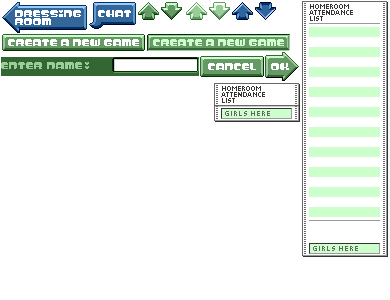 DRESSING
ROOM
CHAT
CREATE A NEW GAME
CREATE A NEW GAME
ENTER NAME:
CANCEL
OK
HOMEROOM
ATTENDANCE
LIST
GIRLS HERE
HOMEROOM
ATTENDANCE
LIST
GIRLS HERE